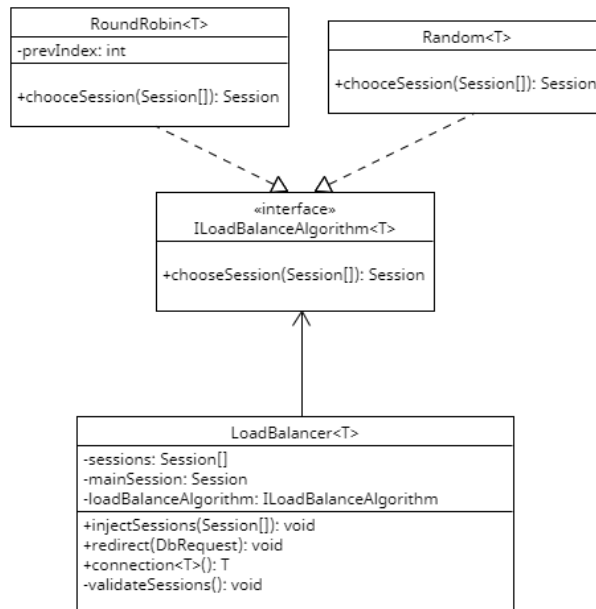 RoundRobin<T>
-prevIndex: int
+chooceSession(Session[]): Session
Random<T>
+chooceSession(Session[]): Session
«interface»
ILoadBalanceAlgorithm<T>
+chooseSession(Session[]): Session
LoadBalancer<T>
-sessions: Session[]
-mainSession: Session
-loadBalanceAlgorithm: ILoadBalanceAlgorithm
+injectSessions(Session[]): void
+redirect(DbRequest): void
+connection<T>(): T
-validateSessions(): void